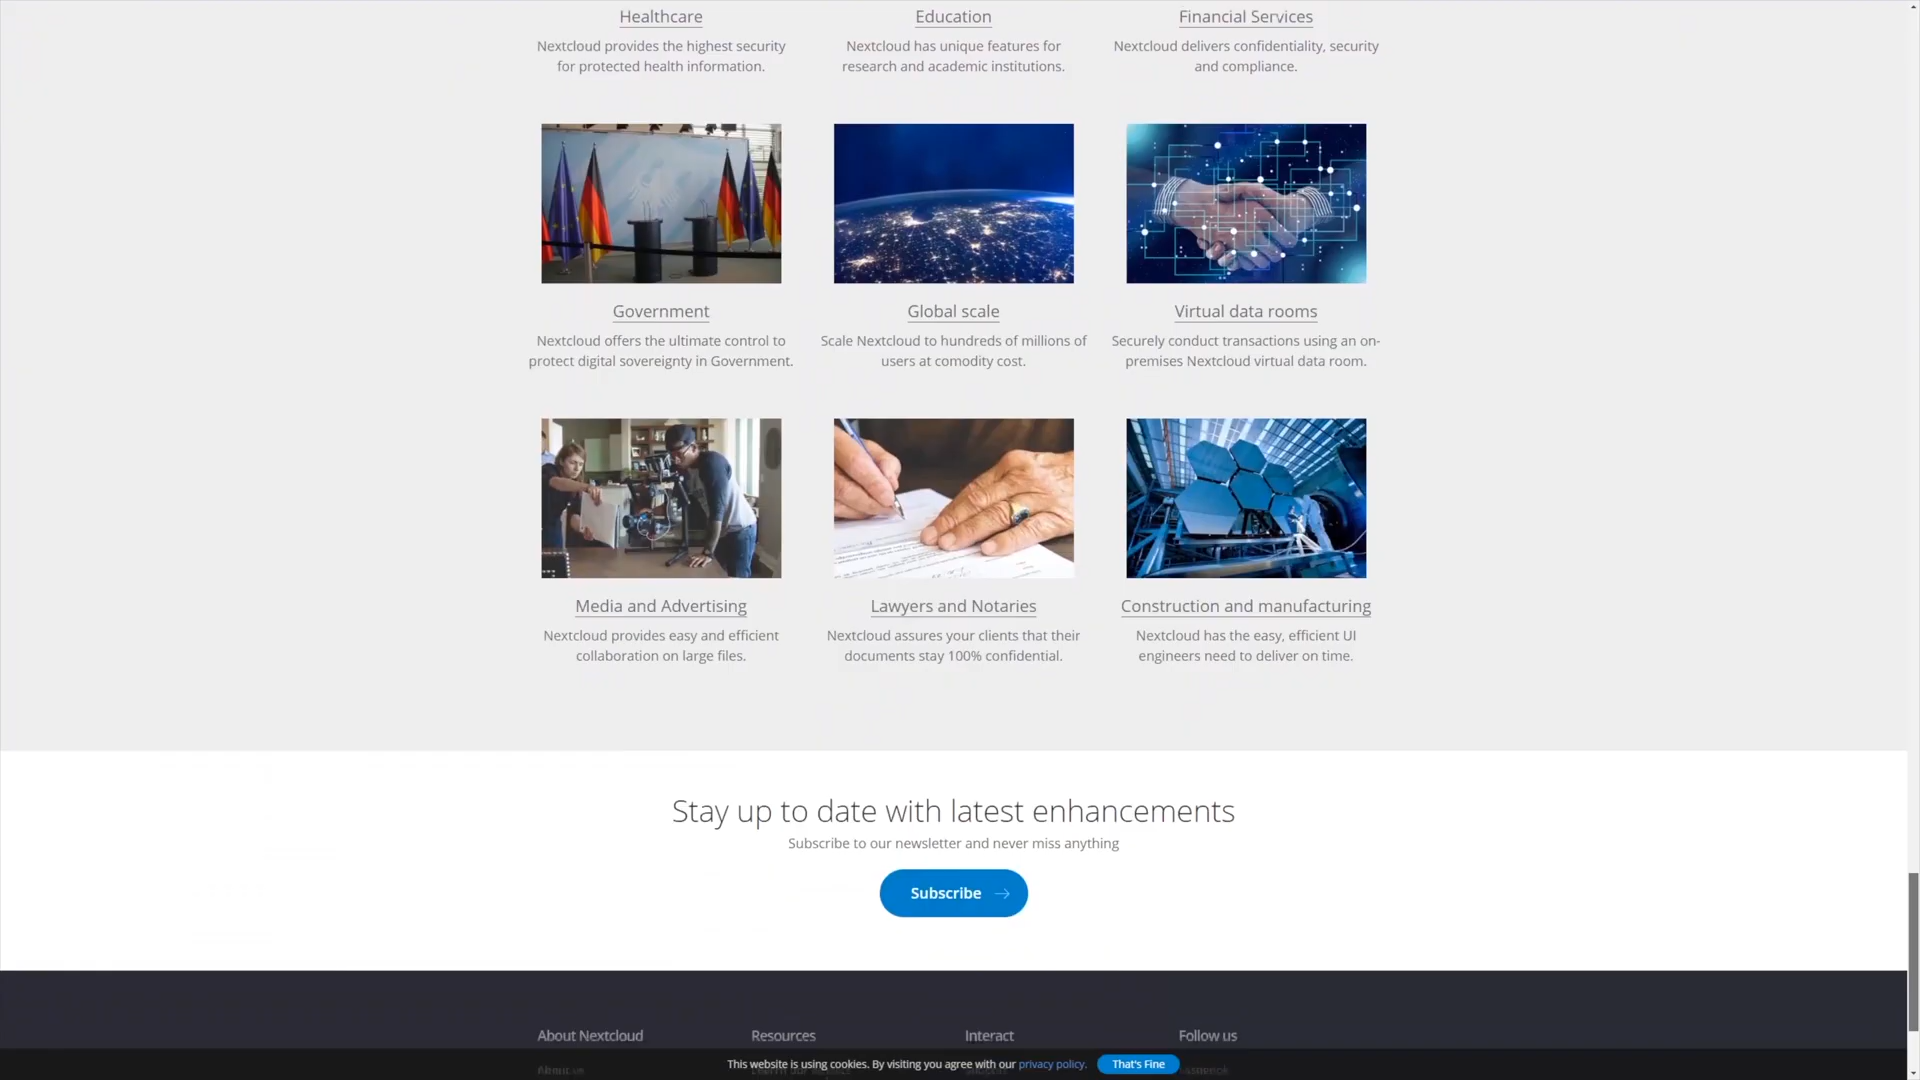 Healthcare
Education
Financial Services
Nextcloud provides the highest security
for protected health information.
Nextcloud has unique features for
research and academic institutions.
Nextcloud delivers confidentiality, security
and compliance.
Government
Global scale
Virtual data rooms
Nextcloud offers the ultimate control to
protect digital sovereignty in Government.
Scale Nextcloud to hundreds of millions of
users at comodity cost.
Securely conduct transactions using an on-
premises Nextcloud virtual data room.
Media and Advertising
Lawyers and Notaries
Construction and manufacturing
Nextcloud provides easy and efficient
collaboration on large files.
Nextcloud assures your clients that their
documents stay 100% confidential.
Nextcloud has the easy, efficient UI
engineers need to deliver on time.
Stay up to date with latest enhancements
Subscribe to our newsletter and never miss anything
Subscribe
About Nextcloud
Resources
Interact
Follow us
This website is using cookies. By visiting you agree with our privacy policy.
That's Fine
About us